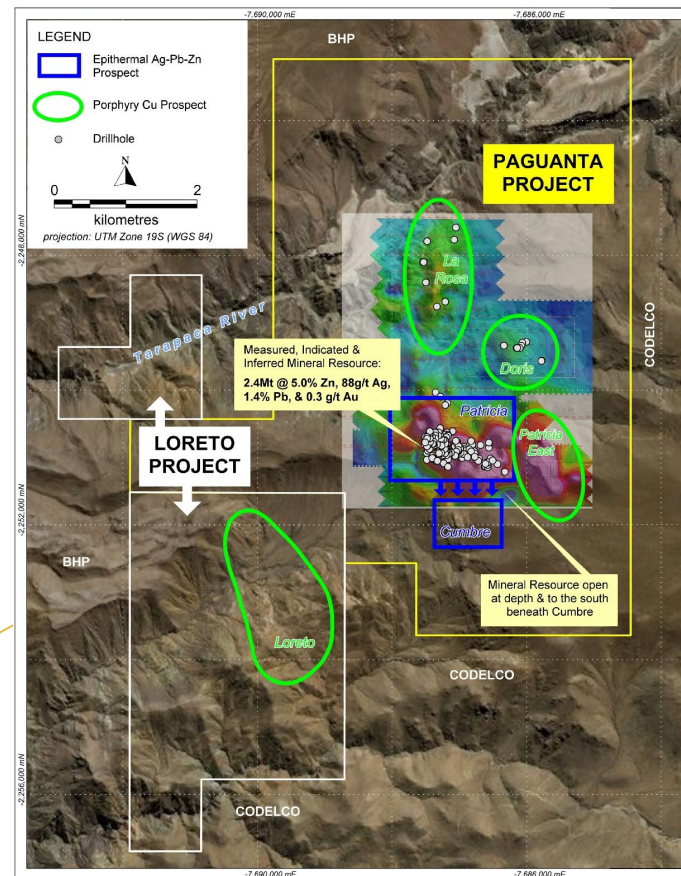 -7,690,000 mE
-7,686,000 mE
LEGEND
Epithermal Ag-Pb-Zn
Prospect
Porphyry Cu Prospect
Drillhole
N
0 2
kilometres
projection: UTM Zone 19S (WGS 84)
BHP
PAGUANTA
PROJECT
-2,248,000 mN
La
Rosa
CODELCO
Tarapaca River
Measured, Indicated &
Inferred Mineral Resource:
2.4Mt @ 5.0% Zn, 88g/t Ag,
1.4% Pb, & 0.3 g/t Au
Doris
Patricia
Patricia
East
LORETO
PROJECT
-2,252,000 mN
Cumbre
BHP
Mineral Resource open
at depth & to the south
beneath Cumbre
Loreto
CODELCO
-2,256,000 mN
CODELCO
-7,690,000 mE
-7,686,000 mE